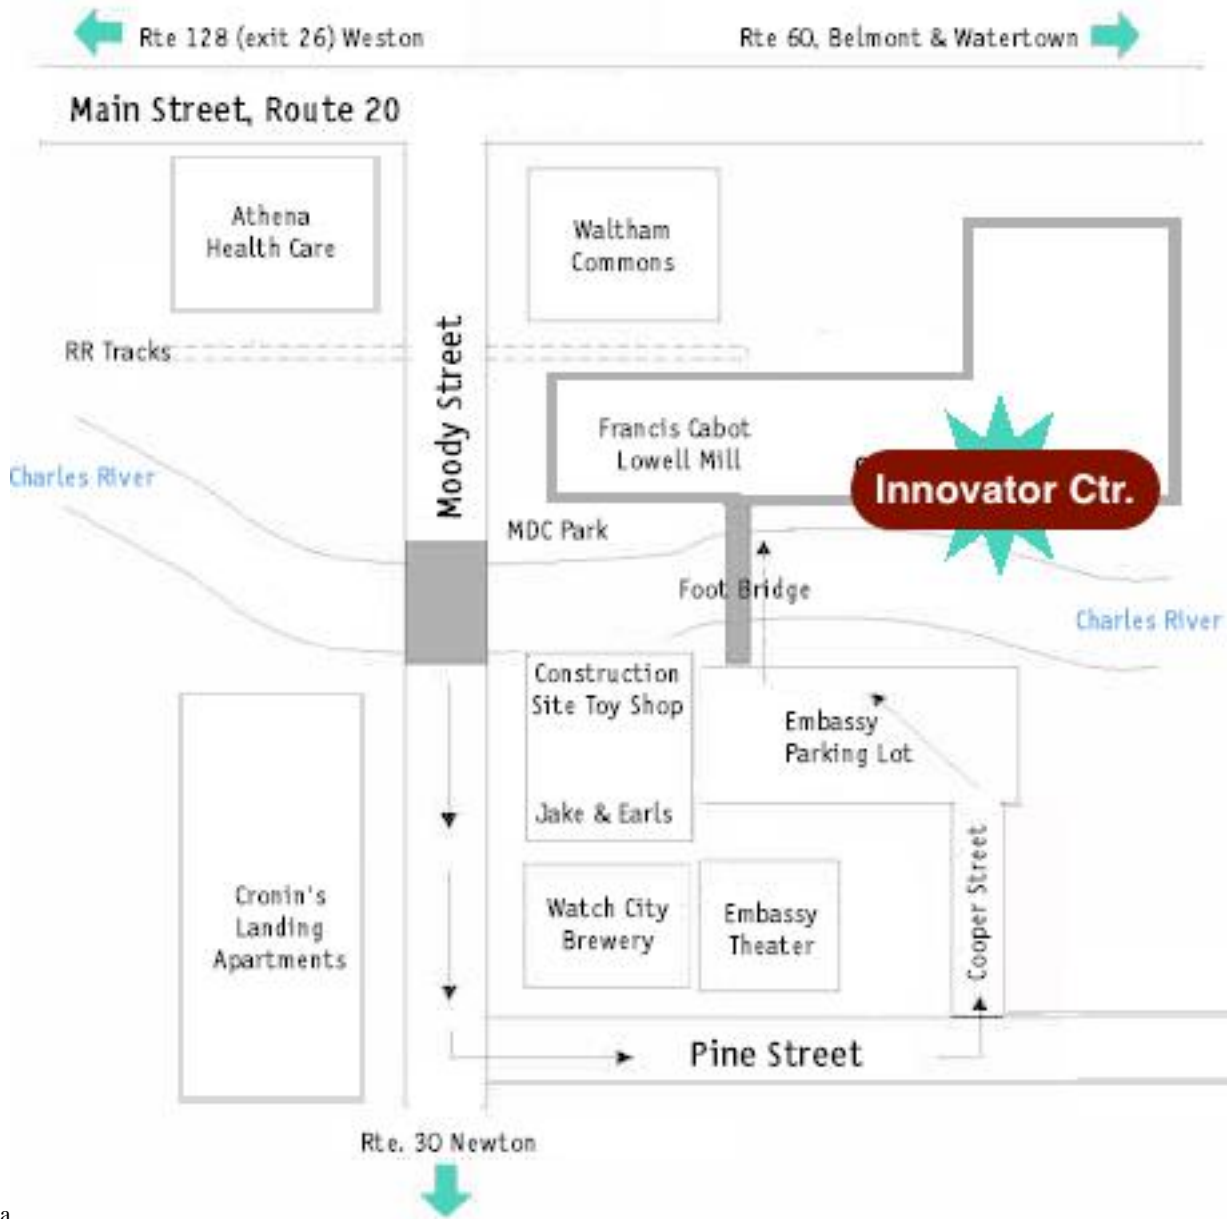 Rte 128 (exit 26) Weston
Rte 60, Belmont & Watertown
Main Street, Route 20
Athena
Health Care
Waltham
Commons
RR Tracks
Moody Street
Francis Cabot
Lowell Mill
Innovator Ctr.
Charles River
MDC Park
Foot Bridge
Charles River
Construction
Site Toy Shop
Embassy
Parking Lot
Jake & Earls
Cooper Street
Cronin's
Landing
Apartments
Watch City
Brewery
Embassy
Theater
Pine Street
Rte. 30 Newton
a